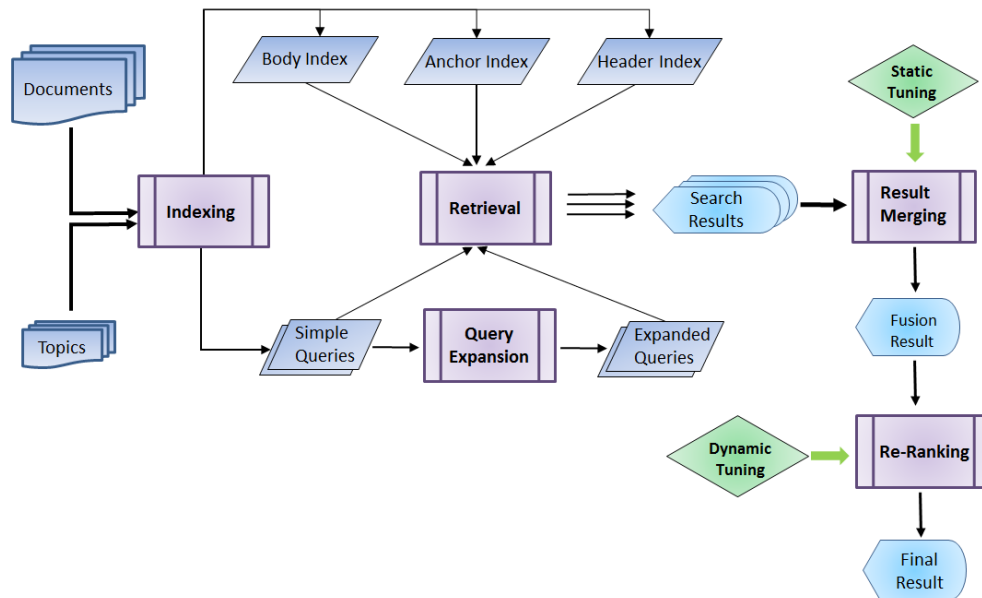 Body Index
Anchor Index
Header Index
Documents
Static
Tuning
Indexing
Retrieval
Search
Results
Result
Merging
Topics
Simple
Queries
Query
Expansion
Expanded
Queries
Fusion
Result
Dynamic
Tuning
Re-Ranking
Final
Result